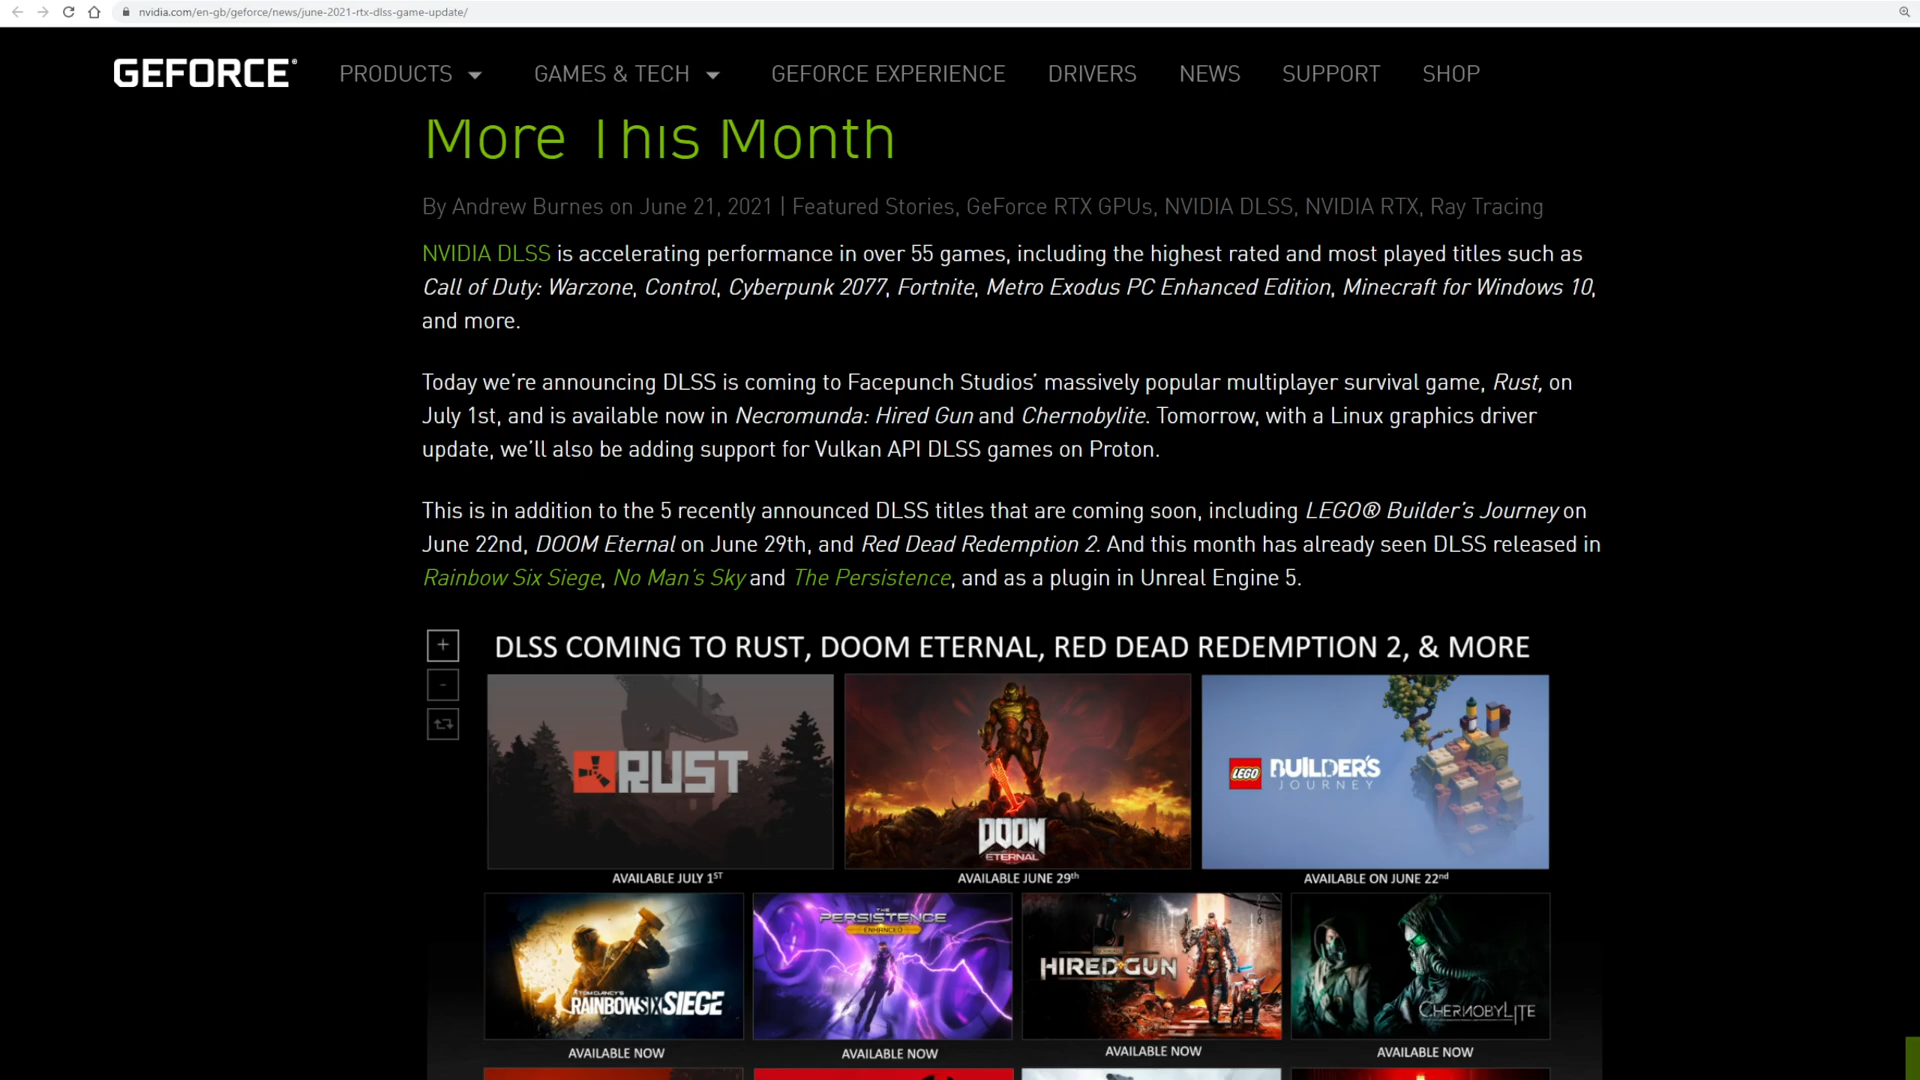 nvidia.com/en-gb/geforce/news/june-2021-rtx-dlss-game-update/
GEFORCE® PRODUCTS GAMES & TECH GEFORCE EXPERIENCE DRIVERS NEWS SUPPORT SHOP
More This Month
By Andrew Burnes on June 21, 2021 | Featured Stories, GeForce RTX GPUs, NVIDIA DLSS, NVIDIA RTX, Ray Tracing
NVIDIA DLSS is accelerating performance in over 55 games, including the highest rated and most played titles such as
Call of Duty: Warzone, Control, Cyberpunk 2077, Fortnite, Metro Exodus PC Enhanced Edition, Minecraft for Windows 10,
and more.
Today we’re announcing DLSS is coming to Facepunch Studios’ massively popular multiplayer survival game, Rust, on
July 1st, and is available now in Necromunda: Hired Gun and Chernobylite. Tomorrow, with a Linux graphics driver
update, we’ll also be adding support for Vulkan API DLSS games on Proton.
This is in addition to the 5 recently announced DLSS titles that are coming soon, including LEGO® Builder’s Journey on
June 22nd, DOOM Eternal on June 29th, and Red Dead Redemption 2. And this month has already seen DLSS released in
Rainbow Six Siege, No Man’s Sky and The Persistence, and as a plugin in Unreal Engine 5.
+
-
DLSS COMING TO RUST, DOOM ETERNAL, RED DEAD REDEMPTION 2, & MORE
RUST
DOOM
ETERNAL
LEGO BUILDER'S
JOURNEY
AVAILABLE JULY 1ST
AVAILABLE JUNE 29th
AVAILABLE ON JUNE 22nd
TOM CLANCY'S
RAINBOWSIX SIEGE
THE
PERSISTENCE
ENHANCED
HIRED GUN
CHERNOBYLITE
AVAILABLE NOW
AVAILABLE NOW
AVAILABLE NOW
AVAILABLE NOW